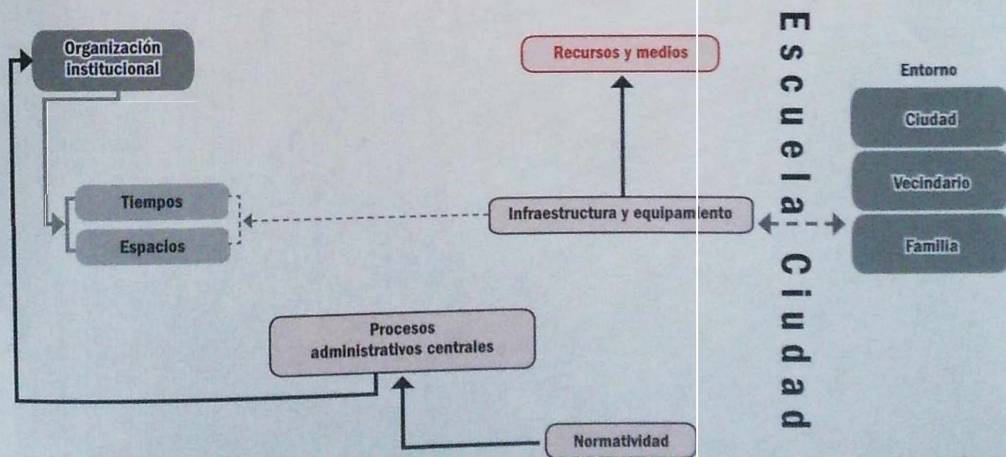 Organización
institucional
Recursos y medios
Entorno
Ciudad
Vecindario
Familia
Tiempos
Espacios
Infraestructura y equipamiento
Escuela Ciudad
Procesos
administrativos centrales
Normatividad